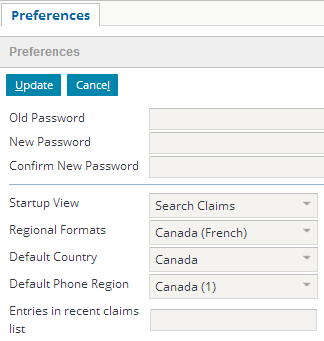 Preferences
Preferences
Update Cancel
Old Password
New Password
Confirm New Password
Startup View Search Claims
Regional Formats Canada (French)
Default Country Canada
Default Phone Region Canada (1)
Entries in recent claims
list